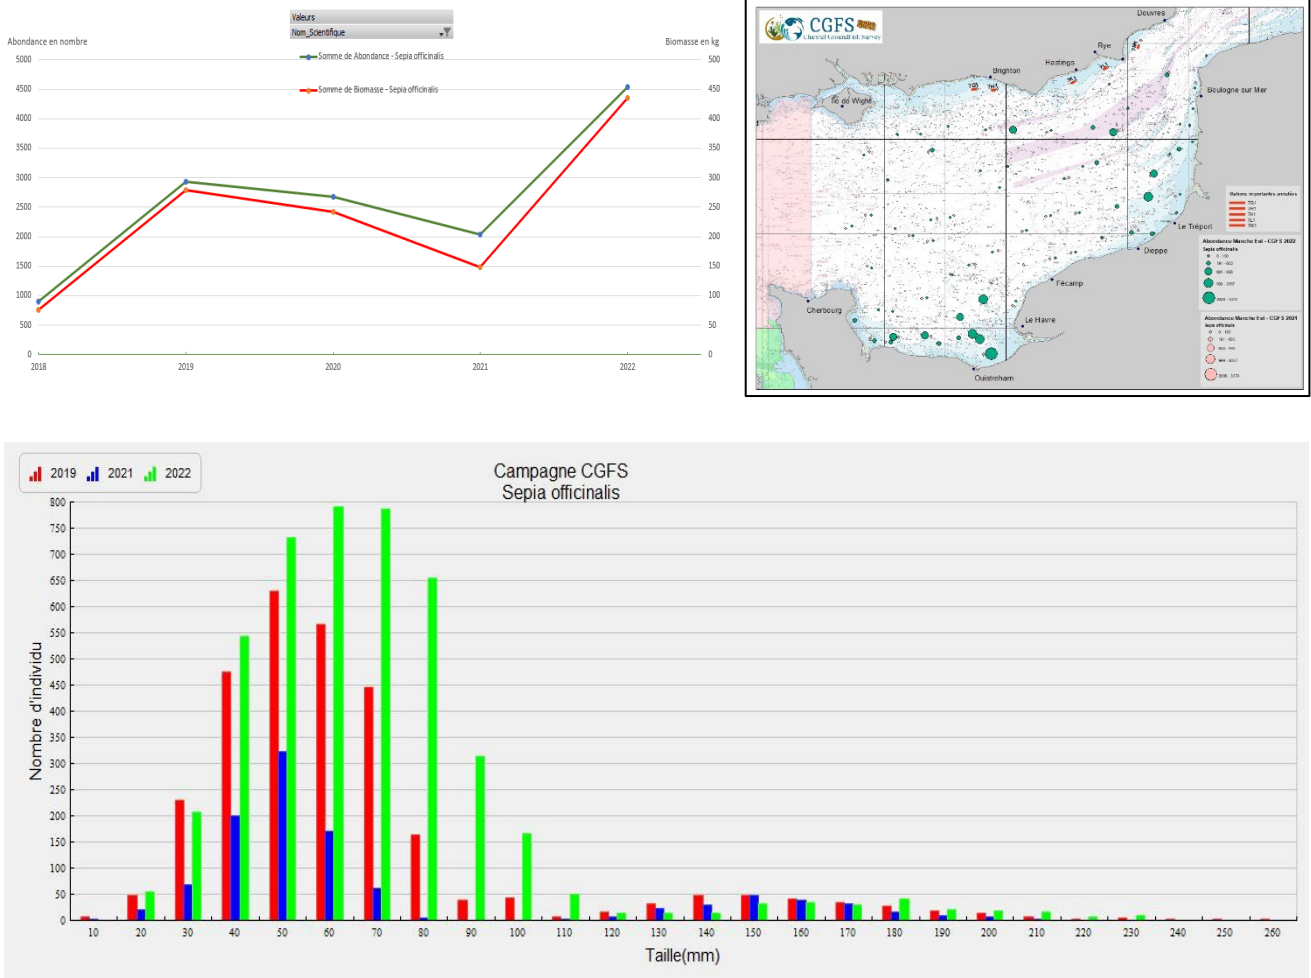 Valeurs
Nom_Scientifique
Abondance en nombre
Biomasse en kg
Somme de Abondance - Sepia officinalis
Somme de Biomasse - Sepia officinalis
5000
4500
4000
3500
3000
2500
2000
1500
1000
500
0
500
450
400
350
300
250
200
150
100
50
0
2018
2019
2020
2021
2022
CGFS
Channel GroundFish Survey
Douvres
Rye
Hastings
Brighton
Ile de Wight
Boulogne sur Mer
Le Tréport
Dieppe
Fécamp
Le Havre
Cherbourg
Ouistreham
Stations importantes annulées
Abondance Manche Est - CGFS 2022
Sepia officinalis
Abondance Manche Est - CGFS 2021
Sepia officinalis
2019
2021
2022
Campagne CGFS
Sepia officinalis
Nombre d'individu
800
750
700
650
600
550
500
450
400
350
300
250
200
150
100
50
0
10 20 30 40 50 60 70 80 90 100 110 120 130 140 150 160 170 180 190 200 210 220 230 240 250 260
Taille(mm)